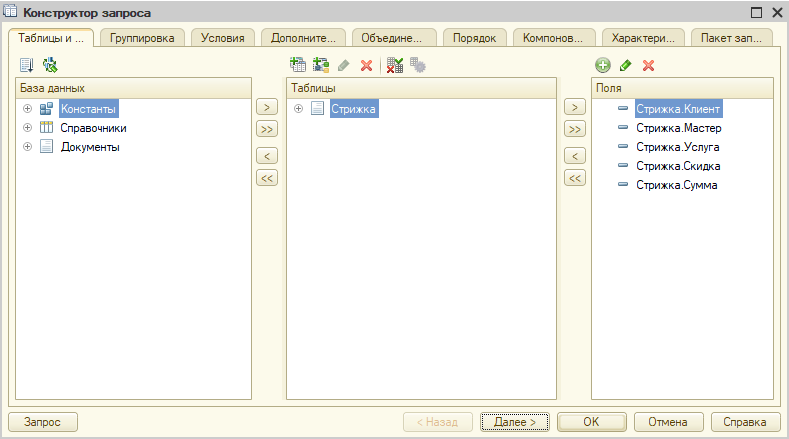 Конструктор запроса
Таблицы и ...
Группировка
Условия
Дополните...
Объедине...
Порядок
Компонов...
Характери...
Пакет зап...
База данных
Константы
Справочники
Документы
>
>>
<
<<
Таблицы
Стрижка
>
>>
<
<<
Поля
Стрижка.Клиент
Стрижка.Мастер
Стрижка.Услуга
Стрижка.Скидка
Стрижка.Сумма
Запрос
< Назад
Далее >
OK
Отмена
Справка